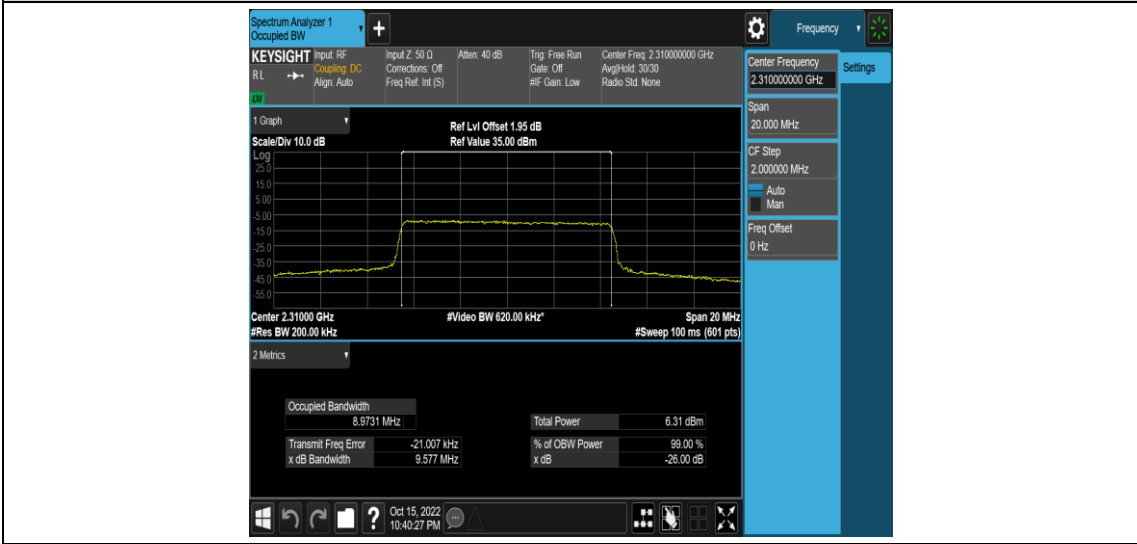 Spectrum Analyzer 1
Occupied BW
+
Frequency
KEYSIGHT
RL
LXI
Input: RF
Coupling: DC
Align: Auto
Input Z: 50 Ω
Corrections: Off
Freq Ref: Int (S)
Atten: 40 dB
Trig: Free Run
Gate: Off
#IF Gain: Low
Center Freq: 2.310000000 GHz
Avg|Hold: 30/30
Radio Std: None
Center Frequency
2.310000000 GHz
Settings
Span
20.000 MHz
CF Step
2.000000 MHz
Auto
Man
Freq Offset
0 Hz
1 Graph
Scale/Div 10.0 dB
Ref Lvl Offset 1.95 dB
Ref Value 35.00 dBm
Log
25.0
15.0
5.00
-5.00
-15.0
-25.0
-35.0
-45.0
-55.0
Center 2.31000 GHz
#Video BW 620.00 kHz*
Span 20 MHz
#Res BW 200.00 kHz
#Sweep 100 ms (601 pts)
2 Metrics
Occupied Bandwidth
8.9731 MHz
Total Power 6.31 dBm
Transmit Freq Error -21.007 kHz
% of OBW Power 99.00 %
x dB Bandwidth 9.577 MHz
x dB -26.00 dB
?
Oct 15, 2022
10:40:27 PM